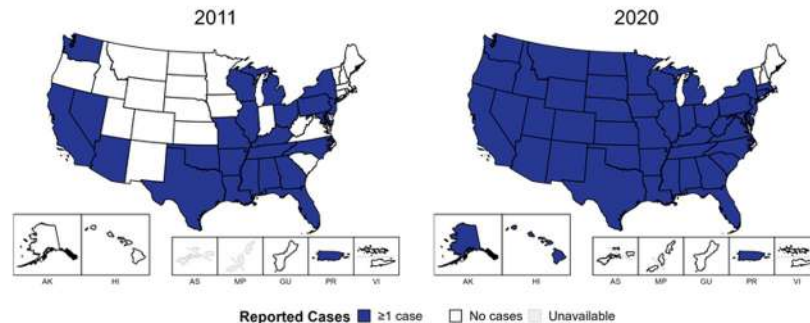 2011
2020
AK
HI
AS
MP
GU
PR
VI
AK
HI
AS
MP
GU
PR
VI
Reported Cases ≥1 case No cases Unavailable